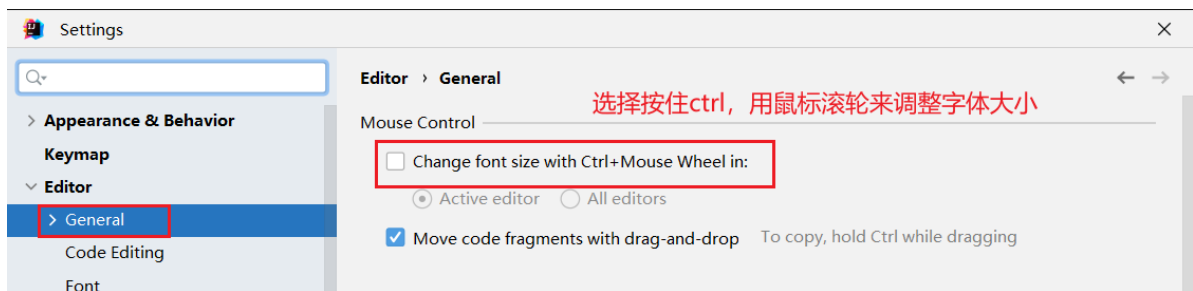 Settings
Editor › General
选择按住ctrl，用鼠标滚轮来调整字体大小
Appearance & Behavior
Keymap
Editor
General
Code Editing
Font
Mouse Control
Change font size with Ctrl+Mouse Wheel in:
Active editor All editors
Move code fragments with drag-and-drop To copy, hold Ctrl while dragging